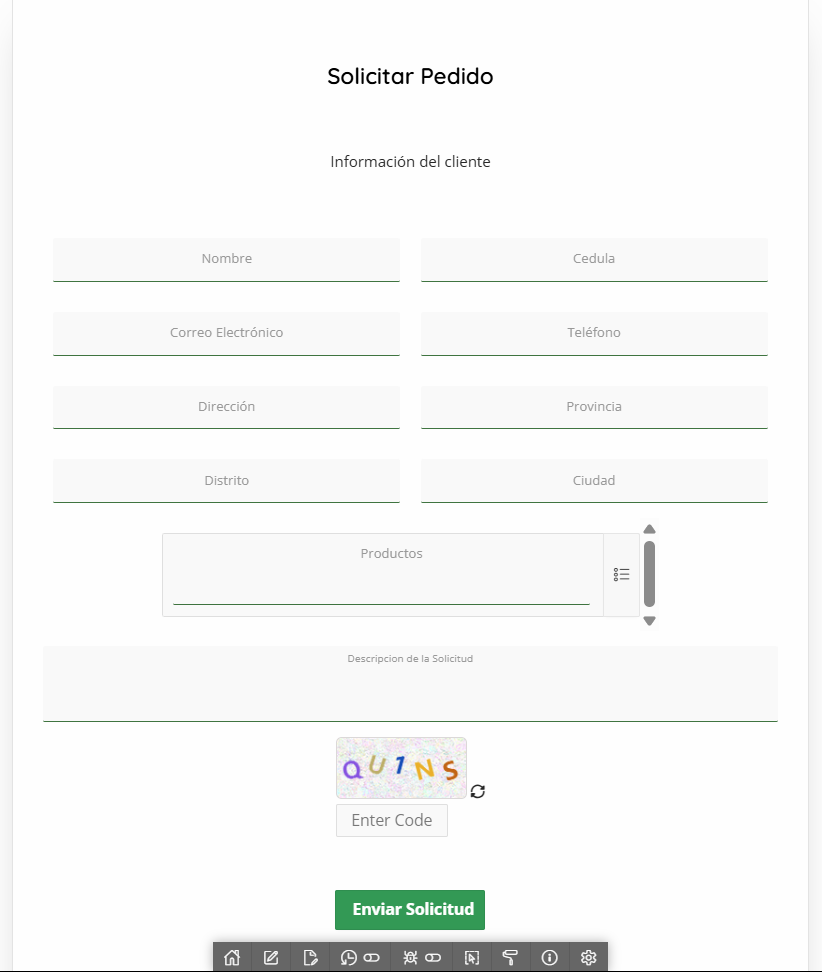 Solicitar Pedido
Información del cliente
Nombre
Cedula
Correo Electrónico
Teléfono
Dirección
Provincia
Distrito
Ciudad
Productos
Descripcion de la Solicitud
QU1NS
Enter Code
Enviar Solicitud